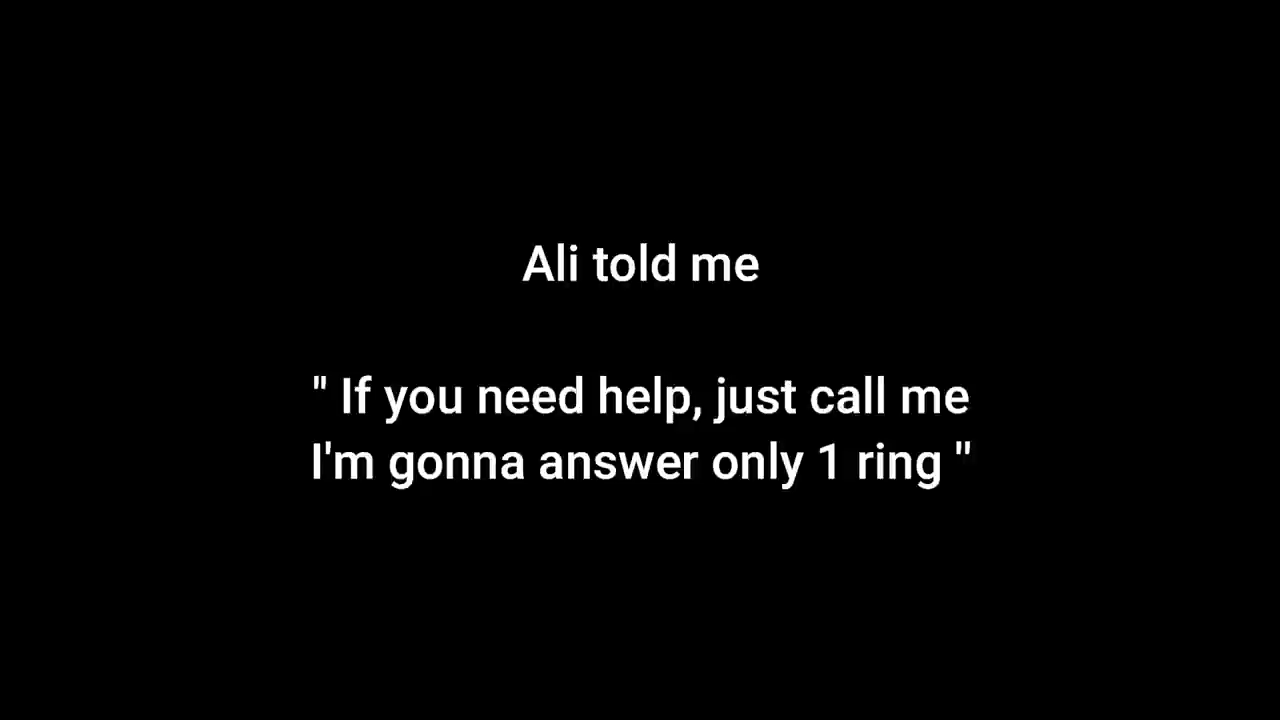 Ali told me
" If you need help, just call me
I'm gonna answer only 1 ring "